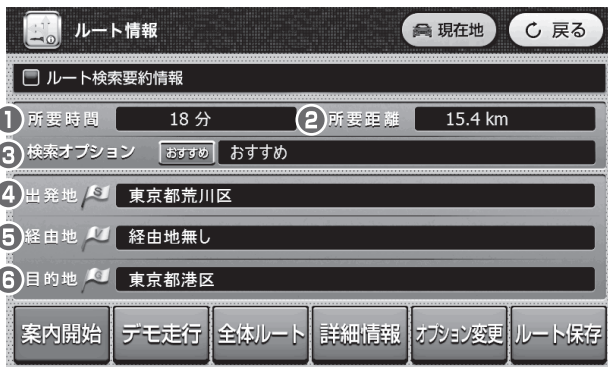 ルート情報 現在地 戻る
ルート検索要約情報
1 所要時間 18 分 2 所要距離 15.4 km
3 検索オプション おすすめ おすすめ
4 出発地 S 東京都荒川区
5 経由地 V 経由地無し
6 目的地 G 東京都港区
案内開始 デモ走行 全体ルート 詳細情報 オプション変更 ルート保存